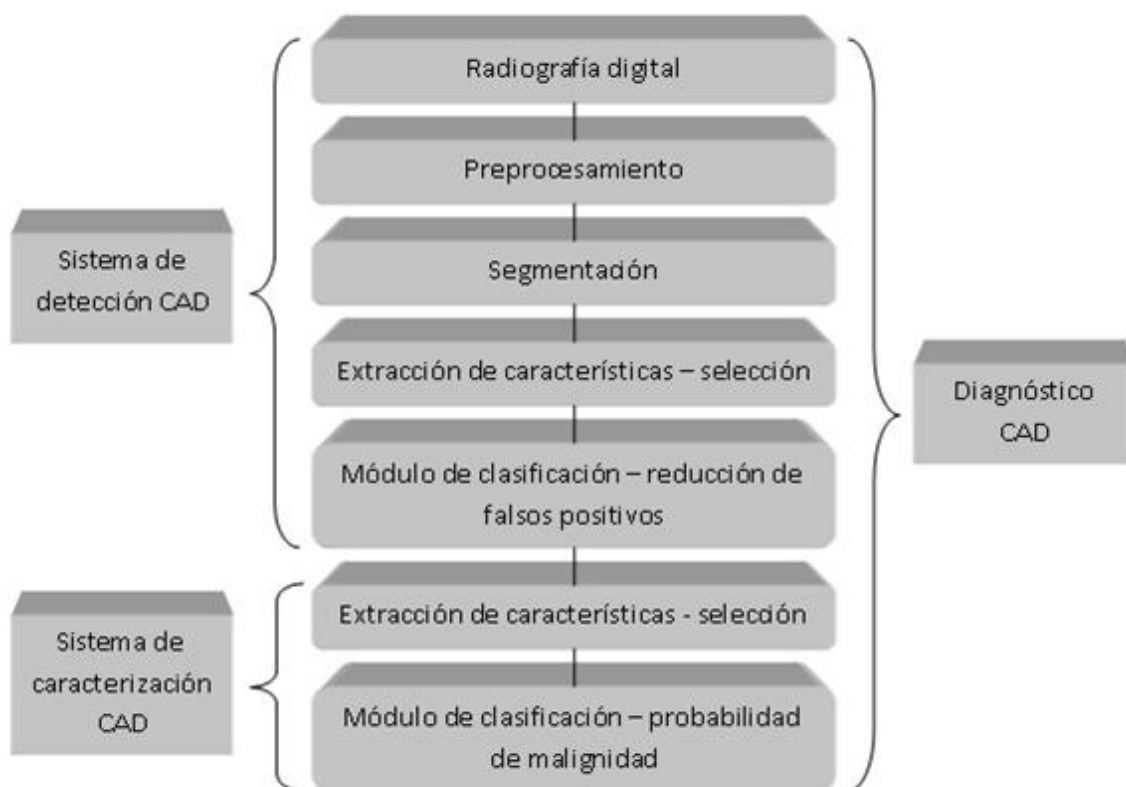 Radiografía digital
Preprocesamiento
Segmentación
Extracción de características – selección
Módulo de clasificación – reducción de
falsos positivos
Extracción de características - selección
Módulo de clasificación – probabilidad
de malignidad
Sistema de
detección CAD
Sistema de
caracterización
CAD
Diagnóstico
CAD